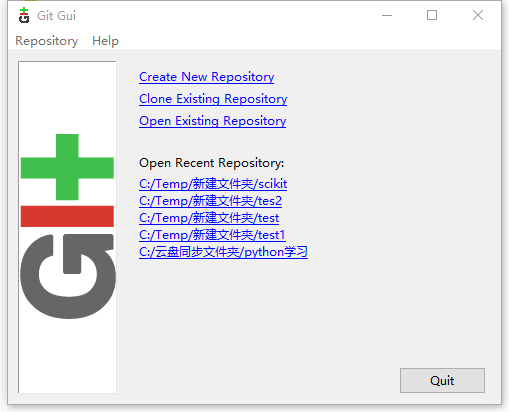 Git Gui
Repository Help
Create New Repository
Clone Existing Repository
Open Existing Repository
Open Recent Repository:
C:/Temp/新建文件夹/scikit
C:/Temp/新建文件夹/tes2
C:/Temp/新建文件夹/test
C:/Temp/新建文件夹/test1
C:/云盘同步文件夹/python学习
GIt
Quit